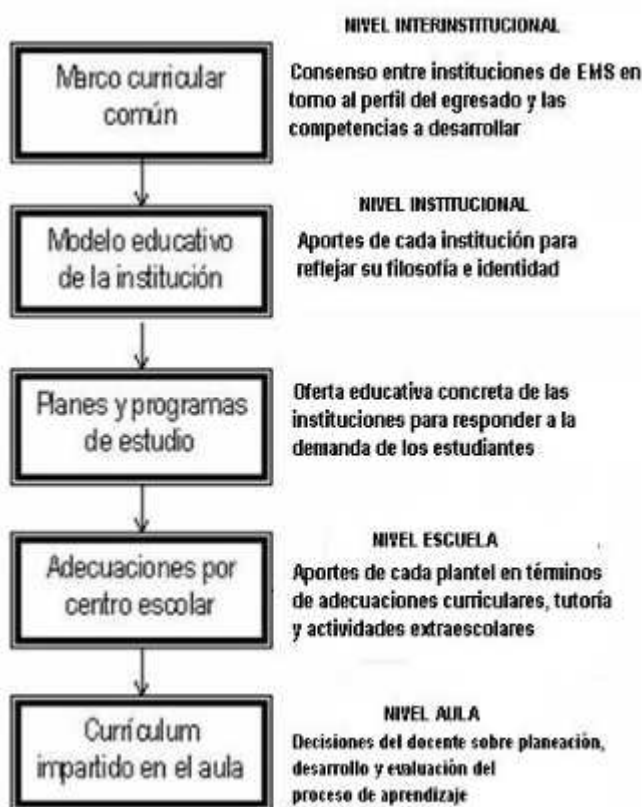 NIVEL INTERINSTITUCIONAL
Marco curricular
común
Consenso entre instituciones de EMS en
torno al perfil del egresado y las
competencias a desarrollar
NIVEL INSTITUCIONAL
Modelo educativo
de la institución
Aportes de cada institución para
reflejar su filosofía e identidad
Planes y programas
de estudio
Oferta educativa concreta de las
instituciones para responder a la
demanda de los estudiantes
NIVEL ESCUELA
Adecuaciones por
centro escolar
Aportes de cada plantel en términos
de adecuaciones curriculares, tutoría
y actividades extraescolares
NIVEL AULA
Currículum
impartido en el aula
Decisiones del docente sobre planeación,
desarrollo y evaluación del
proceso de aprendizaje